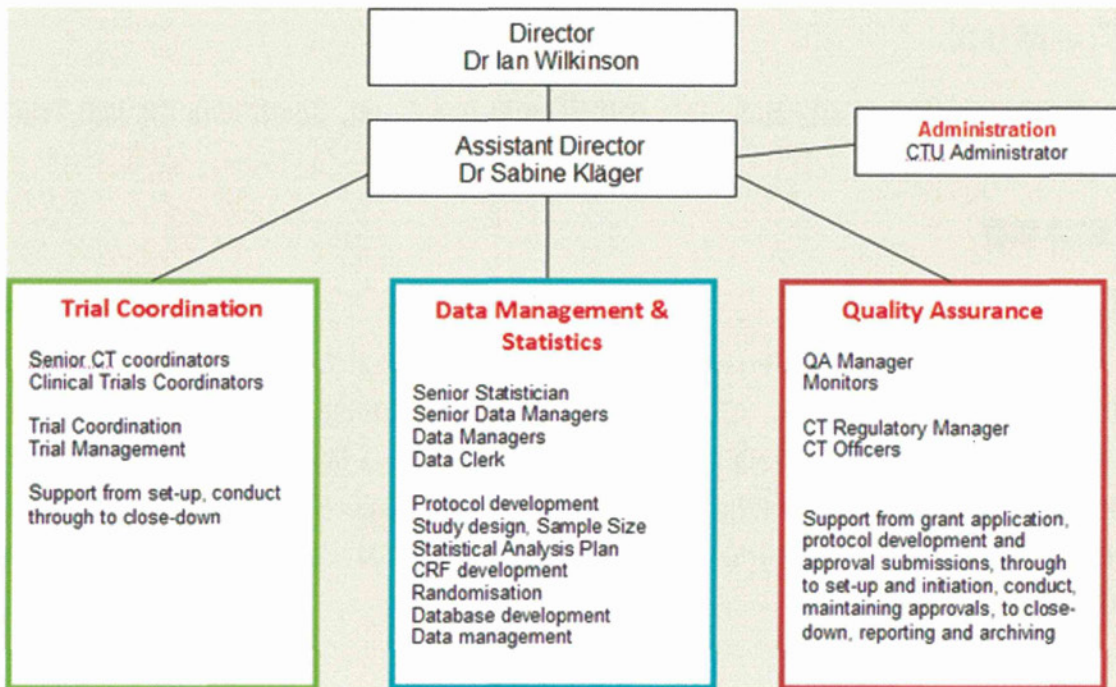 Director
Dr Ian Wilkinson
Assistant Director
Dr Sabine Kläger
Administration
CTU Administrator
Trial Coordination
Senior CT coordinators
Clinical Trials Coordinators
Trial Coordination
Trial Management
Support from set-up, conduct
through to close-down
Data Management &
Statistics
Senior Statistician
Senior Data Managers
Data Managers
Data Clerk
Protocol development
Study design, Sample Size
Statistical Analysis Plan
CRF development
Randomisation
Database development
Data management
Quality Assurance
QA Manager
Monitors
CT Regulatory Manager
CT Officers
Support from grant application,
protocol development and
approval submissions, through
to set-up and initiation, conduct,
maintaining approvals, to close-
down, reporting and archiving